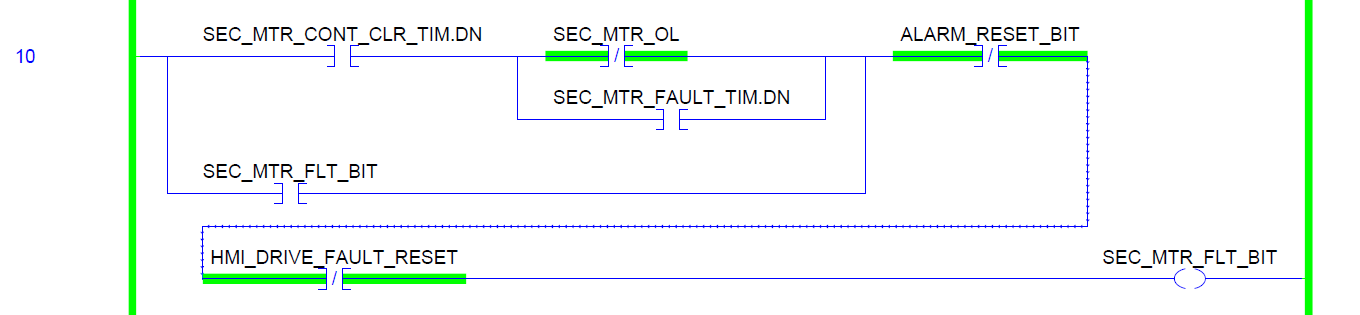 SEC_MTR_CONT_CLR_TIM.DN SEC_MTR_OL ALARM_RESET_BIT
10
SEC_MTR_FAULT_TIM.DN
SEC_MTR_FLT_BIT
HMI_DRIVE_FAULT_RESET SEC_MTR_FLT_BIT